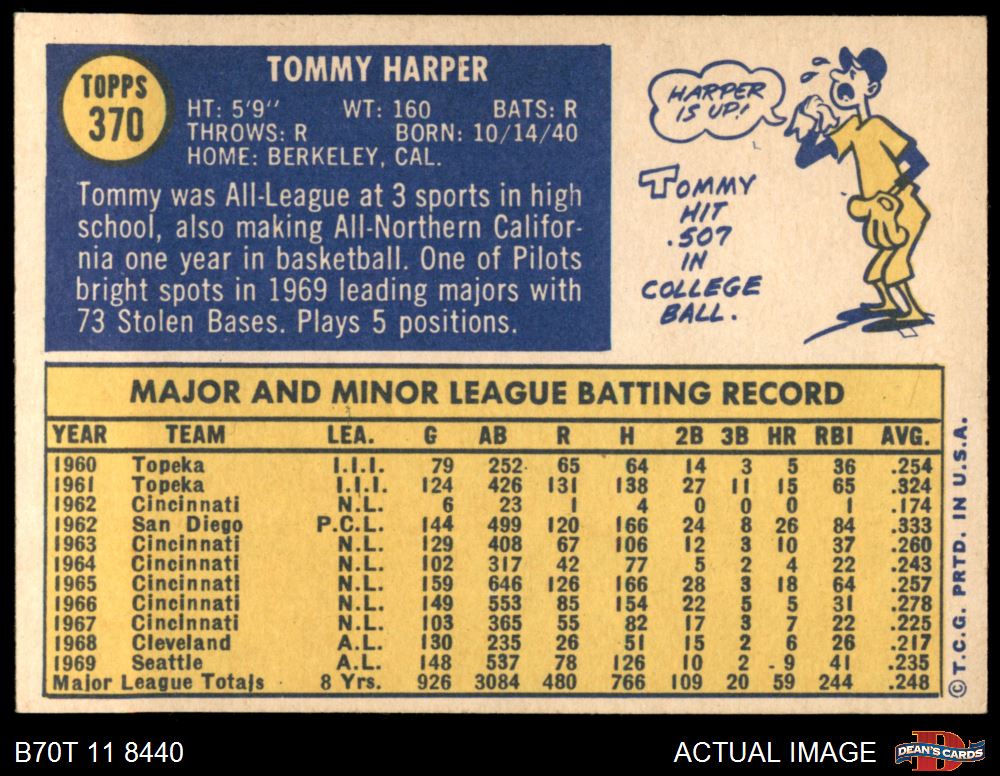 TOPPS
370
TOMMY HARPER
HT: 5'9" WT: 160 BATS: R
THROWS: R BORN: 10/14/40
HOME: BERKELEY, CAL.
Tommy was All-League at 3 sports in high
school, also making All-Northern Califor-
nia one year in basketball. One of Pilots
bright spots in 1969 leading majors with
73 Stolen Bases. Plays 5 positions.
HARPER
IS UP!
TOMMY
HIT
.507
IN
COLLEGE
BALL.
MAJOR AND MINOR LEAGUE BATTING RECORD
YEAR TEAM LEA. G AB R H 2B 3B HR RBI AVG.
1960 Topeka I.I.I. 79 252 65 64 14 3 5 36 .254
1961 Topeka I.I.I. 124 426 131 138 27 11 15 65 .324
1962 Cincinnati N.L. 6 23 1 4 0 0 0 1 .174
1962 San Diego P.C.L. 144 499 120 166 24 8 26 84 .333
1963 Cincinnati N.L. 129 408 67 106 12 3 10 37 .260
1964 Cincinnati N.L. 102 317 42 77 5 2 4 22 .243
1965 Cincinnati N.L. 159 646 126 166 28 3 18 64 .257
1966 Cincinnati N.L. 149 553 85 154 22 5 5 31 .278
1967 Cincinnati N.L. 103 365 55 82 17 3 7 22 .225
1968 Cleveland A.L. 130 235 26 51 15 2 6 26 .217
1969 Seattle A.L. 148 537 78 126 10 2 9 41 .235
Major League Totals 8 Yrs. 926 3084 480 766 109 20 59 244 .248
© T.C.G. PRTD. IN U.S.A.
B70T 11 8440
ACTUAL IMAGE
D
DEAN'S CARDS